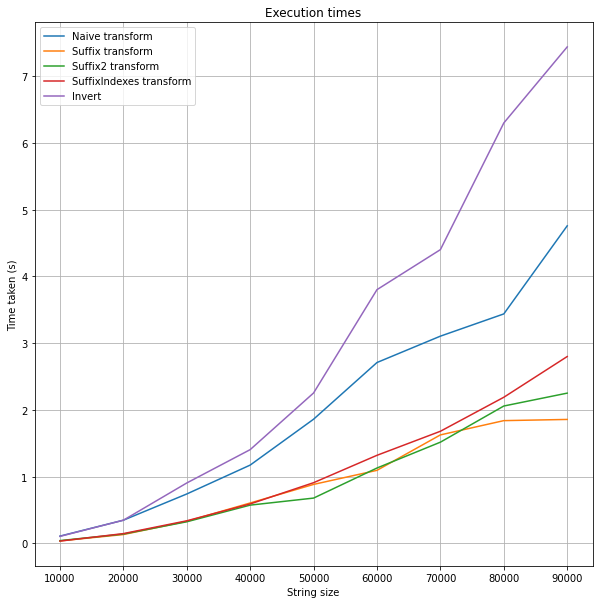 Execution times
Naive transform
Suffix transform
Suffix2 transform
SuffixIndexes transform
Invert
Time taken (s)
7
6
5
4
3
2
1
0
10000 20000 30000 40000 50000 60000 70000 80000 90000
String size